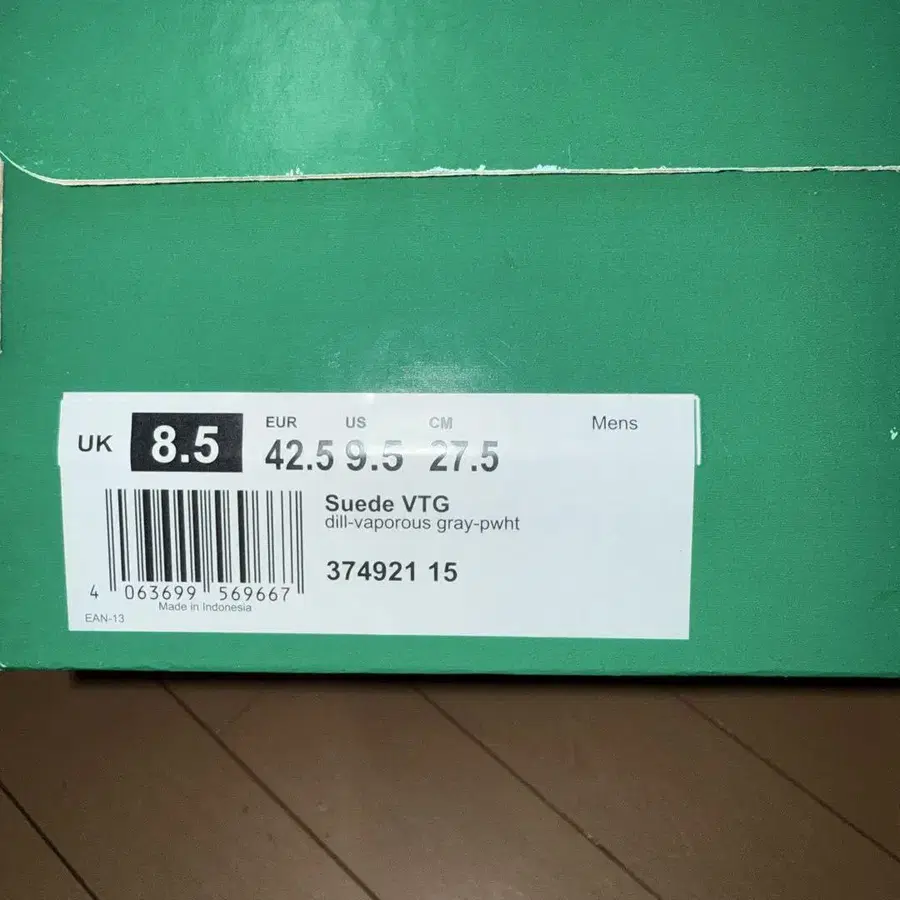 UK 8.5
EUR US CM Mens
42.5 9.5 27.5
Suede VTG
dill-vaporous gray-pwht
374921 15
4 063699 569667
Made in Indonesia
EAN-13